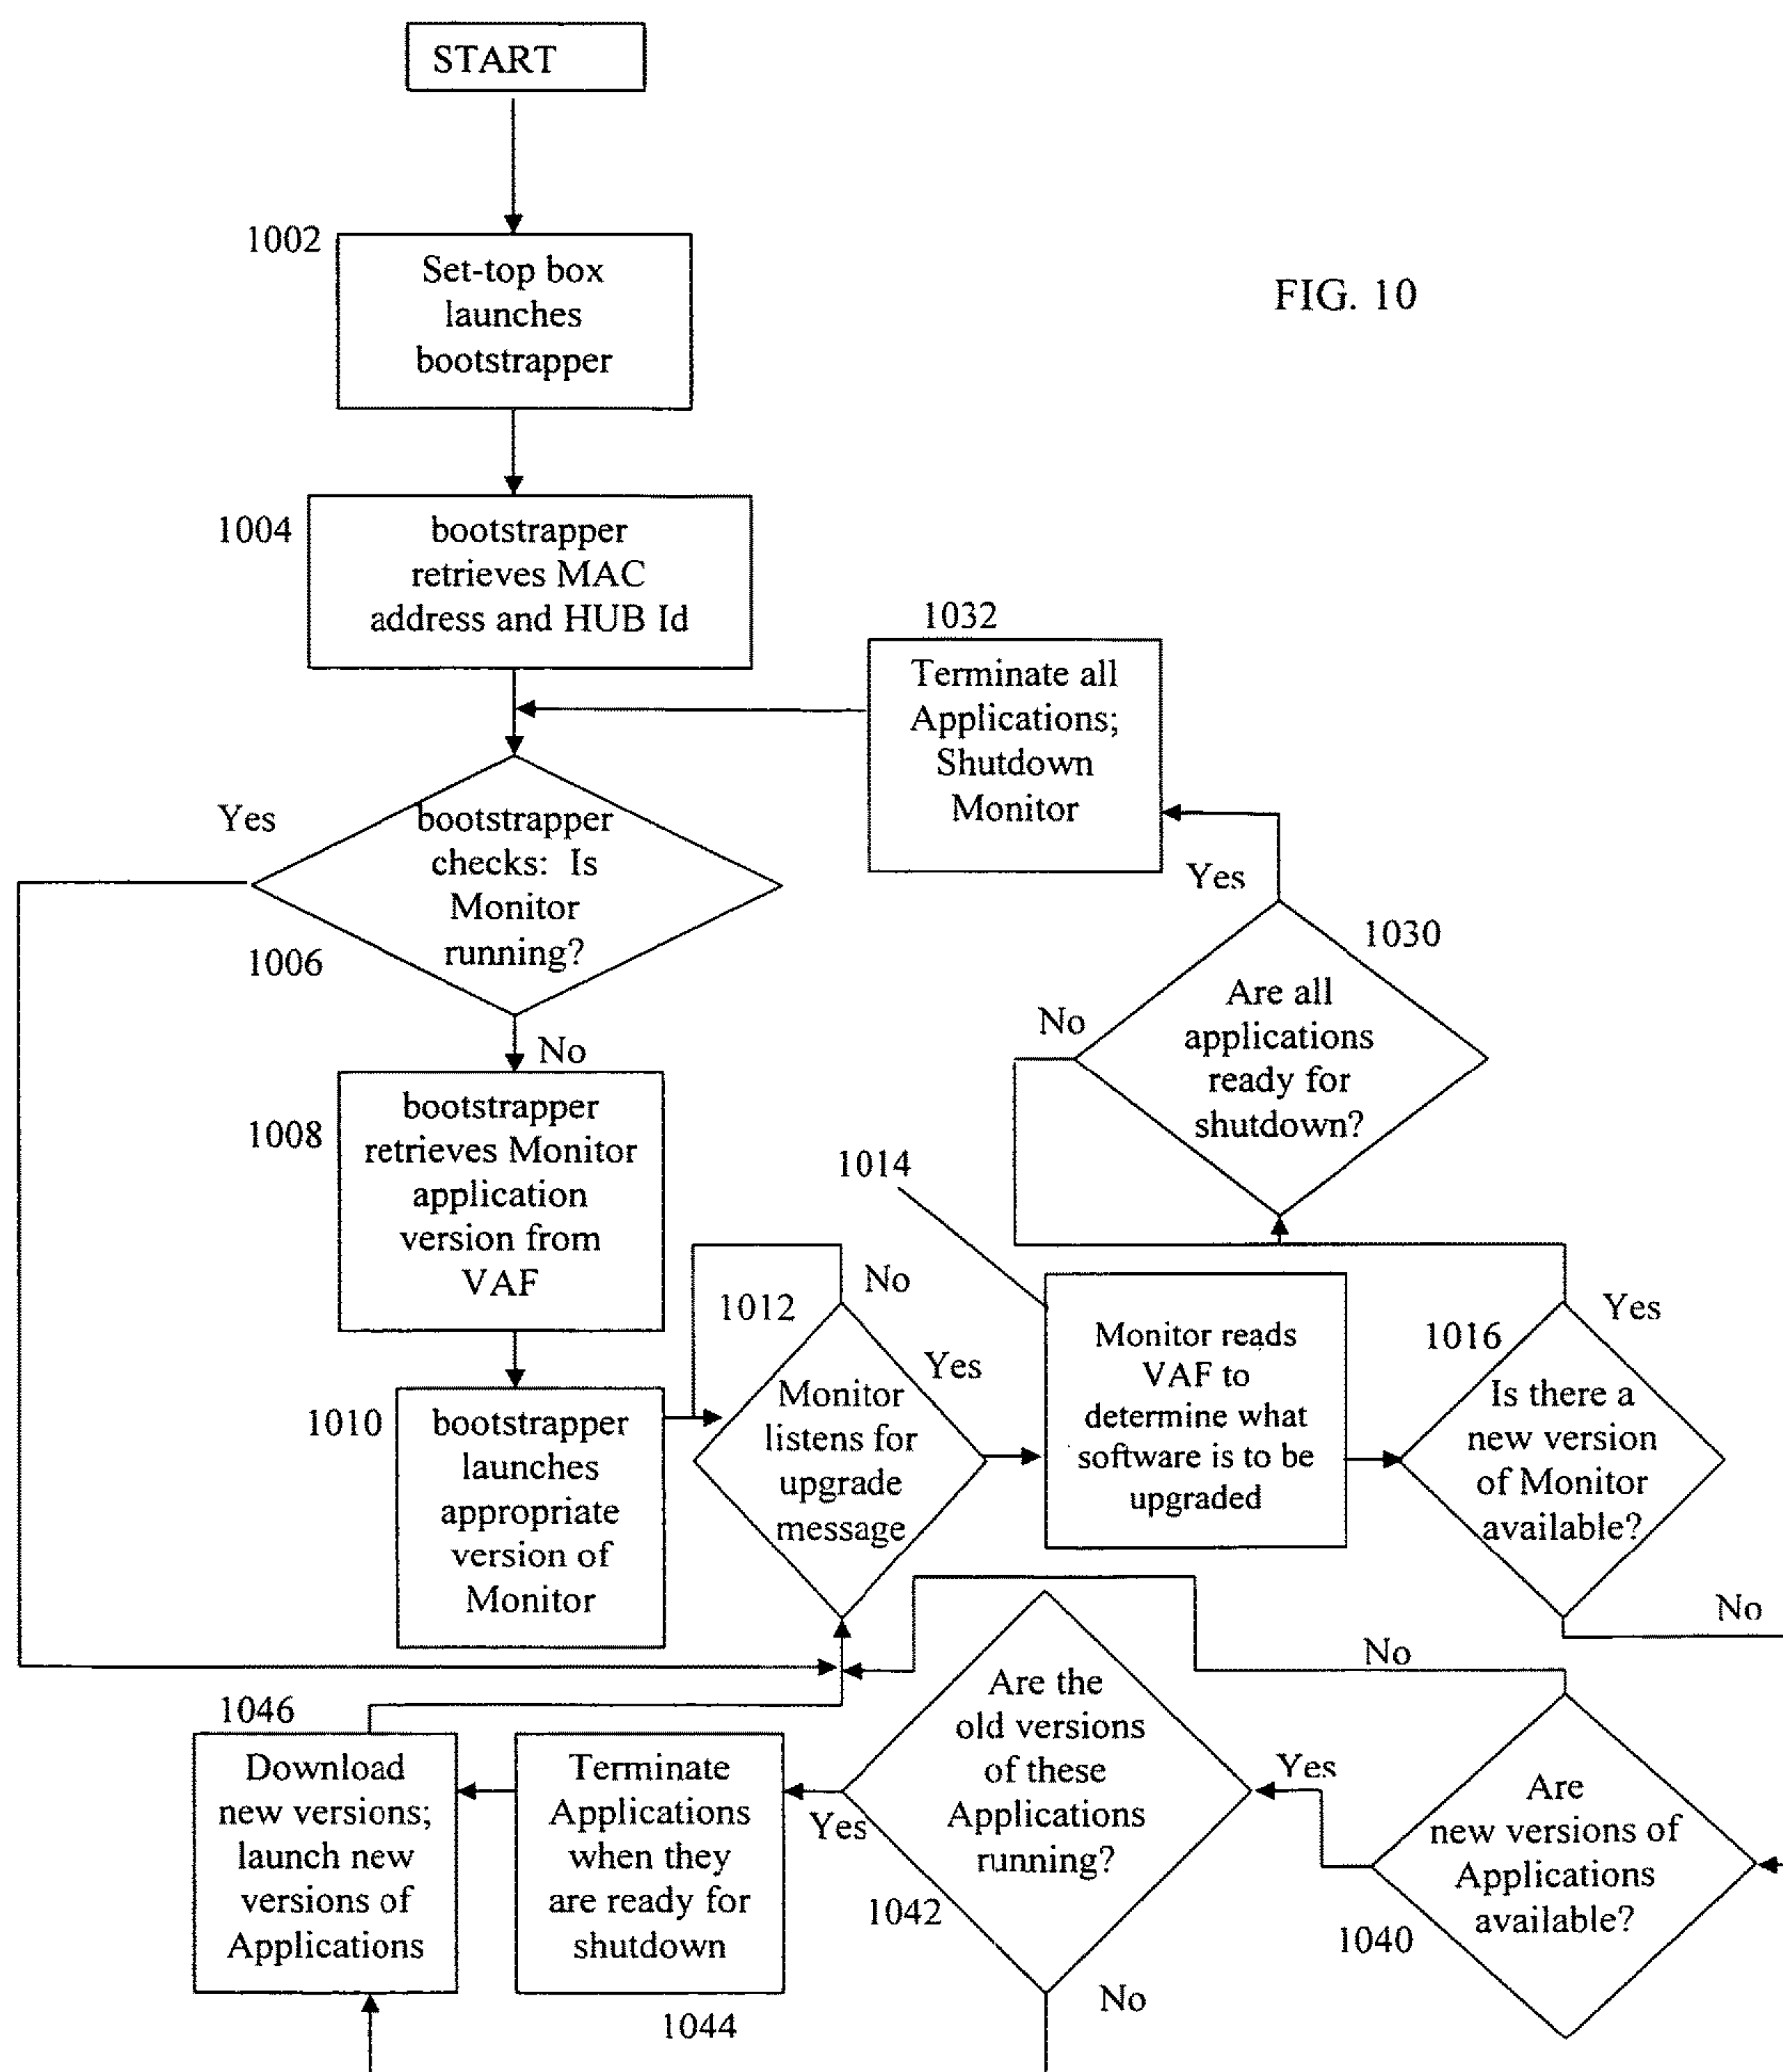 START
1002
Set-top box
launches
bootstrapper
FIG. 10
1004
bootstrapper
retrieves MAC
address and HUB Id
1032
Terminate all
Applications;
Shutdown
Monitor
Yes
bootstrapper
checks: Is
Monitor
running?
1006
Yes
1030
Are all
applications
ready for
shutdown?
No
No
1008
bootstrapper
retrieves Monitor
application
version from
VAF
1014
1012
No
Yes
Monitor
listens for
upgrade
message
Monitor reads
VAF to
determine what
software is to be
upgraded
1016
Yes
Is there a
new version
of Monitor
available?
No
1010
bootstrapper
launches
appropriate
version of
Monitor
1046
Download
new versions;
launch new
versions of
Applications
Terminate
Applications
when they
are ready for
shutdown
1044
Yes
Are the
old versions
of these
Applications
running?
1042
No
Yes
No
Are
new versions of
Applications
available?
1040